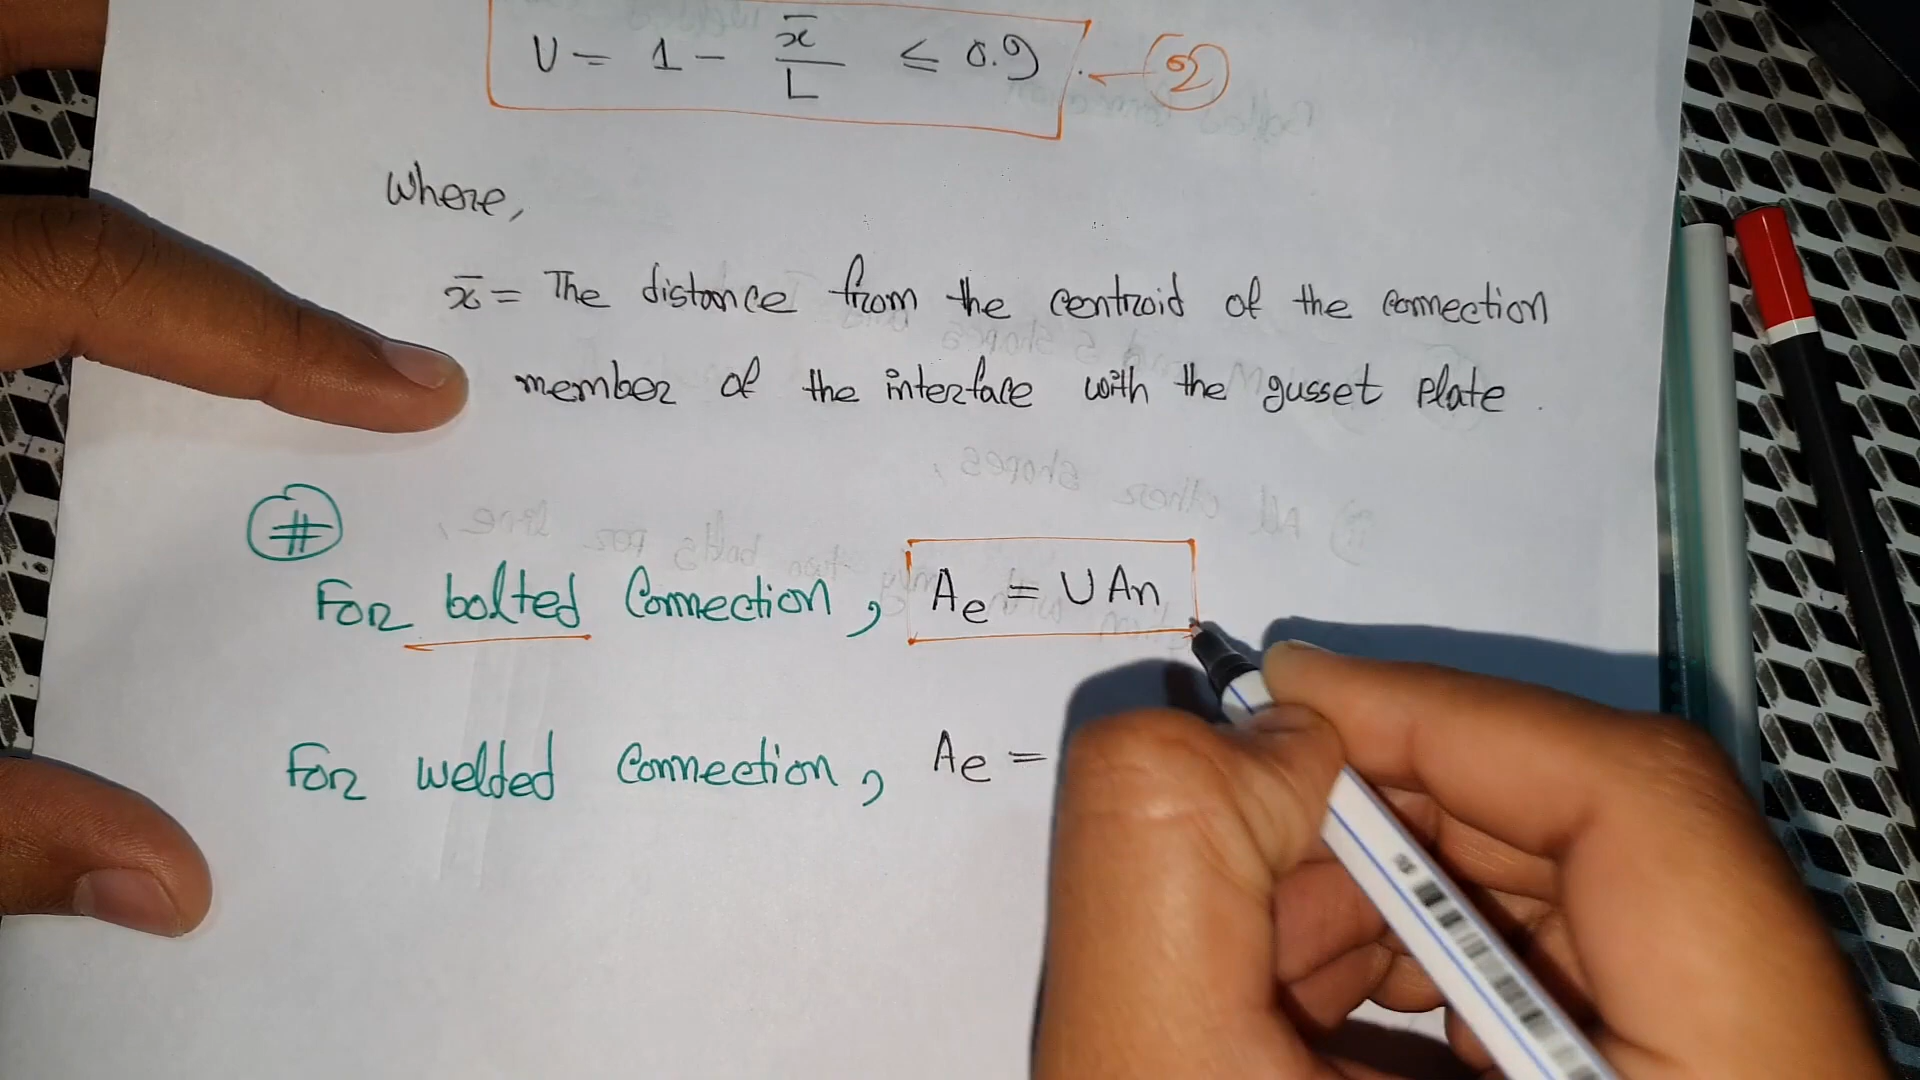 U = 1 - x̄/L ≤ 0.9 ②
Where,
x̄ = The distance from the centroid of the connection
member of the interface with the gusset plate.
#
For bolted Connection, Ae = U An
For welded Connection, Ae =